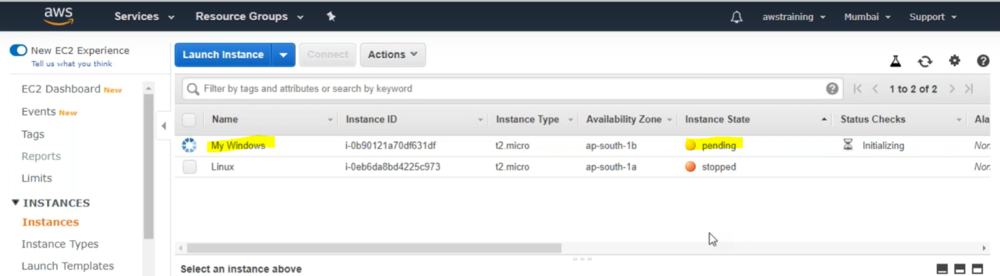 aws Services Resource Groups awstraining Mumbai Support
New EC2 Experience
Tell us what you think
Launch Instance Connect Actions
EC2 Dashboard New
Events New
Tags
Reports
Limits
INSTANCES
Instances
Instance Types
Launch Templates
Filter by tags and attributes or search by keyword 1 to 2 of 2
Name Instance ID Instance Type Availability Zone Instance State Status Checks Ala
My Windows i-0b90121a70df631df t2.micro ap-south-1b pending Initializing Non
Linux i-0eb6da8bd4225c973 t2.micro ap-south-1a stopped Non
Select an instance above